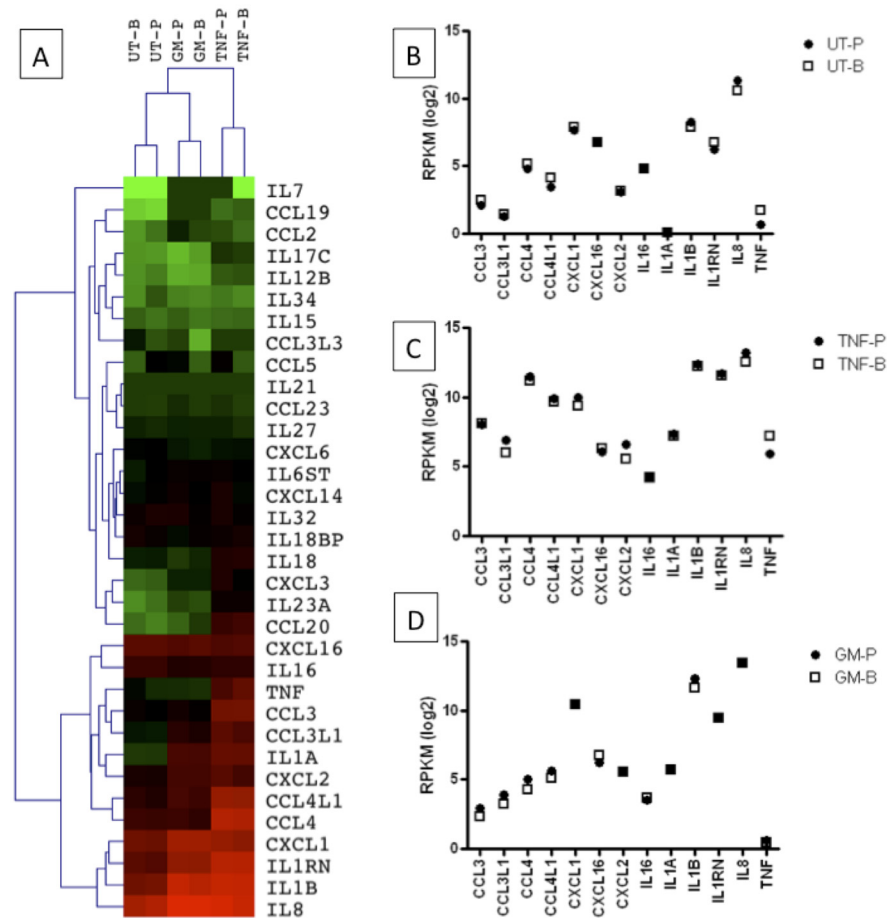 A
UT-B
UT-P
GM-P
GM-B
TNF-P
TNF-B
IL7
CCL19
CCL2
IL17C
IL12B
IL34
IL15
CCL3L3
CCL5
IL21
CCL23
IL27
CXCL6
IL6ST
CXCL14
IL32
IL18BP
IL18
CXCL3
IL23A
CCL20
CXCL16
IL16
TNF
CCL3
CCL3L1
IL1A
CXCL2
CCL4L1
CCL4
CXCL1
IL1RN
IL1B
IL8
B
UT-P
UT-B
RPKM (log2)
15
10
5
0
CCL3
CCL3L1
CCL4
CCL4L1
CXCL1
CXCL16
CXCL2
IL16
IL1A
IL1B
IL1RN
IL8
TNF
C
TNF-P
TNF-B
RPKM (log2)
15
10
5
0
CCL3
CCL3L1
CCL4
CCL4L1
CXCL1
CXCL16
CXCL2
IL16
IL1A
IL1B
IL1RN
IL8
TNF
D
GM-P
GM-B
RPKM (log2)
15
10
5
0
CCL3
CCL3L1
CCL4
CCL4L1
CXCL1
CXCL16
CXCL2
IL16
IL1A
IL1B
IL1RN
IL8
TNF